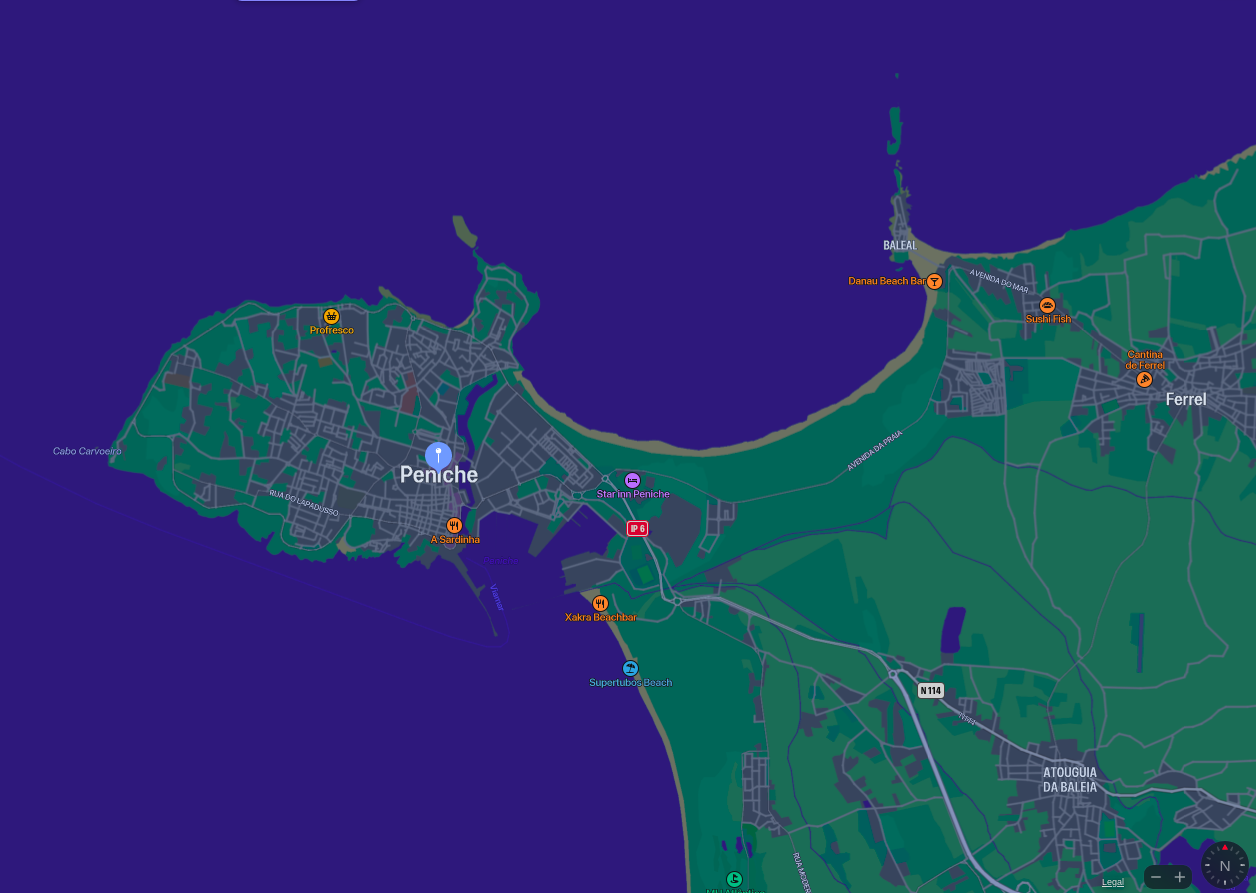 BALEAL
Danau Beach Bar
AVENIDA DO MAR
Sushi Fish
Profresco
Cantina
de Ferrel
Ferrel
Cabo Carvoeiro
AVENIDA DA PRAIA
Peniche
Star inn Peniche
RUA DO LAPADUSSO
IP 6
A Sardinha
Viamar
Xakra Beachbar
Supertubos Beach
N 114
N114
ATOUGUIA
DA BALEIA
N
Legal